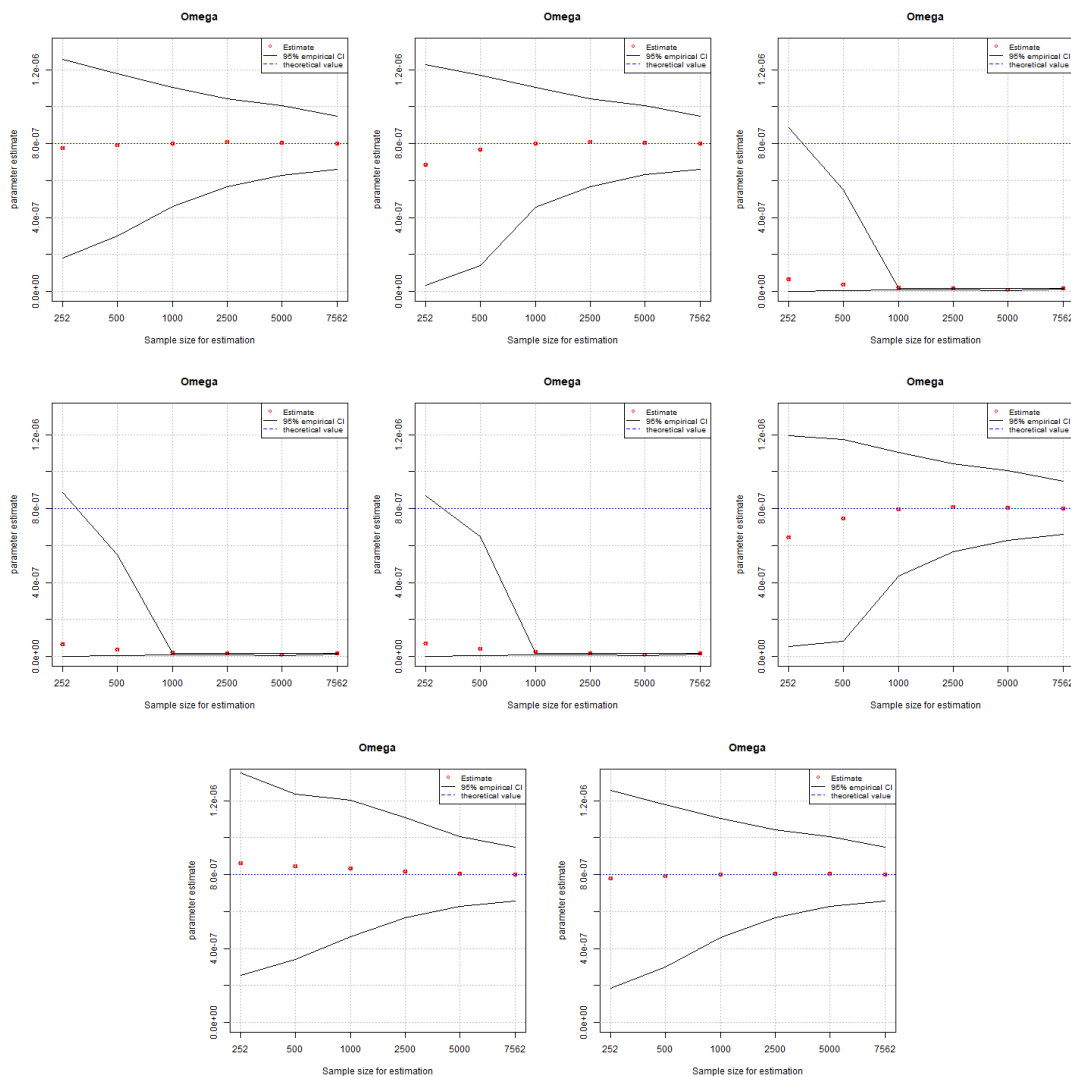 Omega
Estimate
95% empirical CI
theoretical value
parameter estimate
0.0e+00
4.0e-07
8.0e-07
1.2e-06
252
500
1000
2500
5000
7562
Sample size for estimation
Omega
Estimate
95% empirical CI
theoretical value
parameter estimate
0.0e+00
4.0e-07
8.0e-07
1.2e-06
252
500
1000
2500
5000
7562
Sample size for estimation
Omega
Estimate
95% empirical CI
theoretical value
parameter estimate
0.0e+00
4.0e-07
8.0e-07
1.2e-06
252
500
1000
2500
5000
7562
Sample size for estimation
Omega
Estimate
95% empirical CI
theoretical value
parameter estimate
0.0e+00
4.0e-07
8.0e-07
1.2e-06
252
500
1000
2500
5000
7562
Sample size for estimation
Omega
Estimate
95% empirical CI
theoretical value
parameter estimate
0.0e+00
4.0e-07
8.0e-07
1.2e-06
252
500
1000
2500
5000
7562
Sample size for estimation
Omega
Estimate
95% empirical CI
theoretical value
parameter estimate
0.0e+00
4.0e-07
8.0e-07
1.2e-06
252
500
1000
2500
5000
7562
Sample size for estimation
Omega
Estimate
95% empirical CI
theoretical value
parameter estimate
0.0e+00
4.0e-07
8.0e-07
1.2e-06
252
500
1000
2500
5000
7562
Sample size for estimation
Omega
Estimate
95% empirical CI
theoretical value
parameter estimate
0.0e+00
4.0e-07
8.0e-07
1.2e-06
252
500
1000
2500
5000
7562
Sample size for estimation